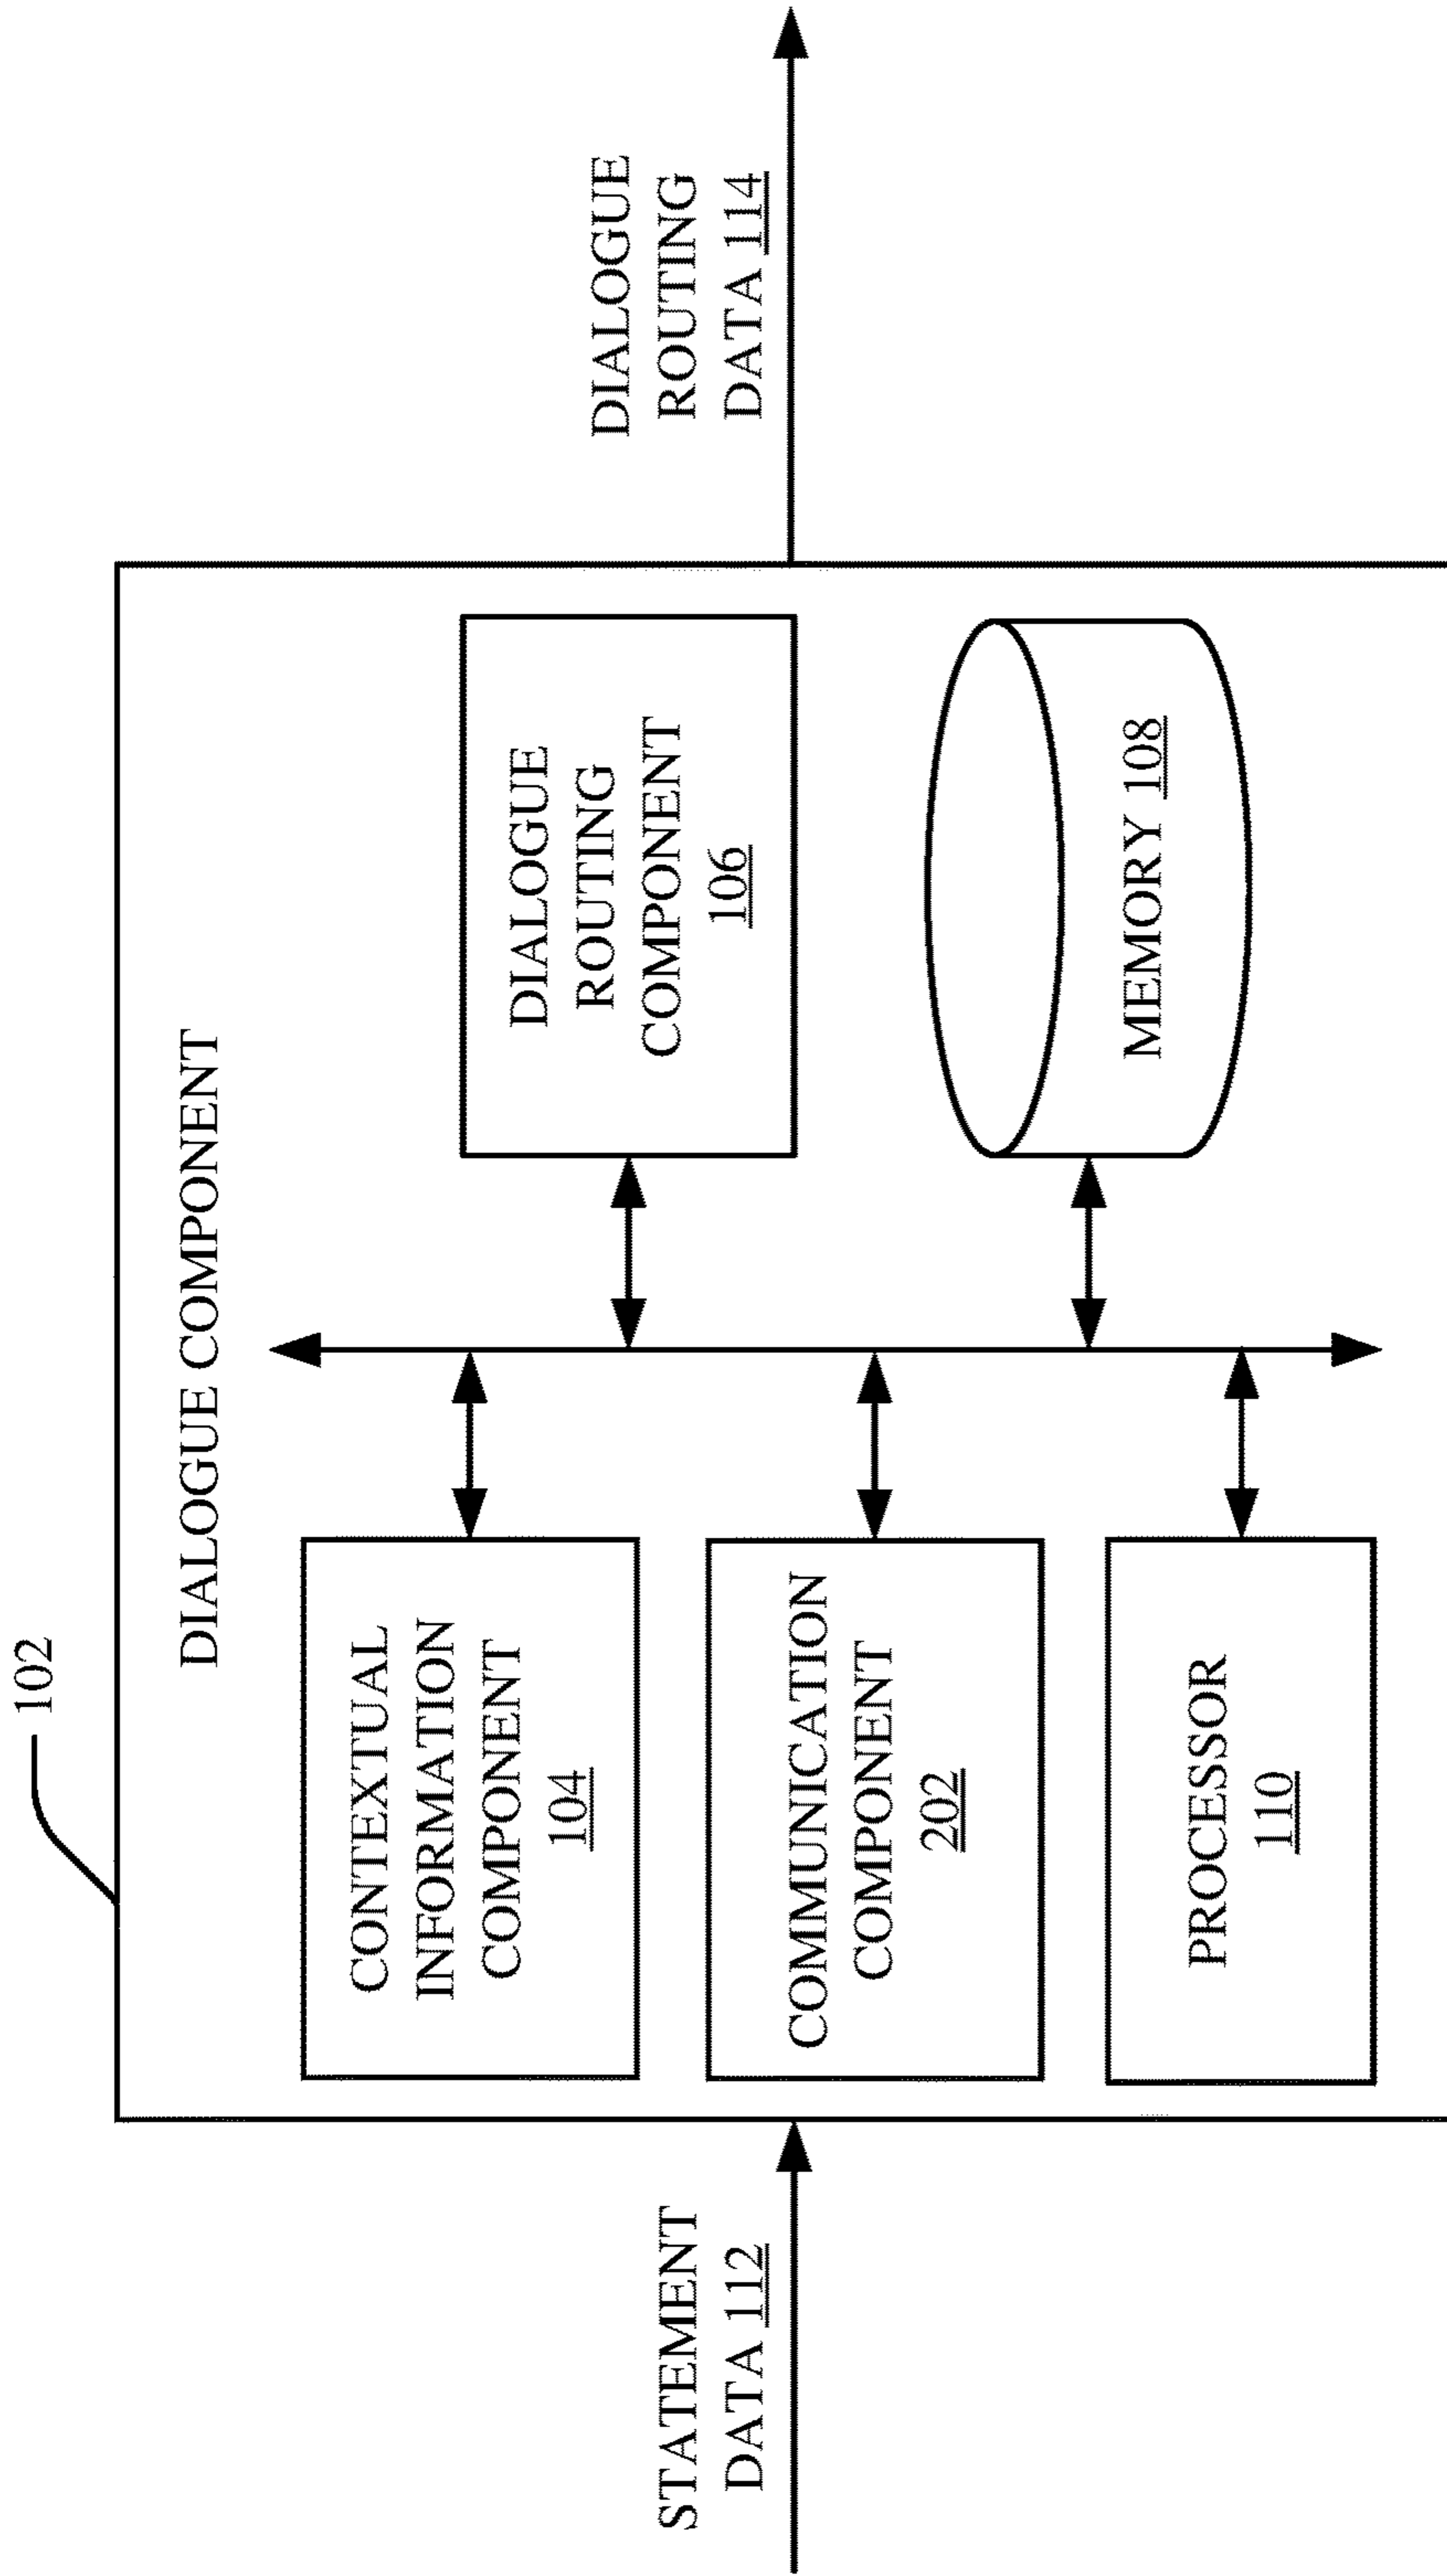 102
DIALOGUE COMPONENT
STATEMENT
DATA 112
CONTEXTUAL
INFORMATION
COMPONENT
104
COMMUNICATION
COMPONENT
202
PROCESSOR
110
DIALOGUE
ROUTING
COMPONENT
106
MEMORY 108
DIALOGUE
ROUTING
DATA 114